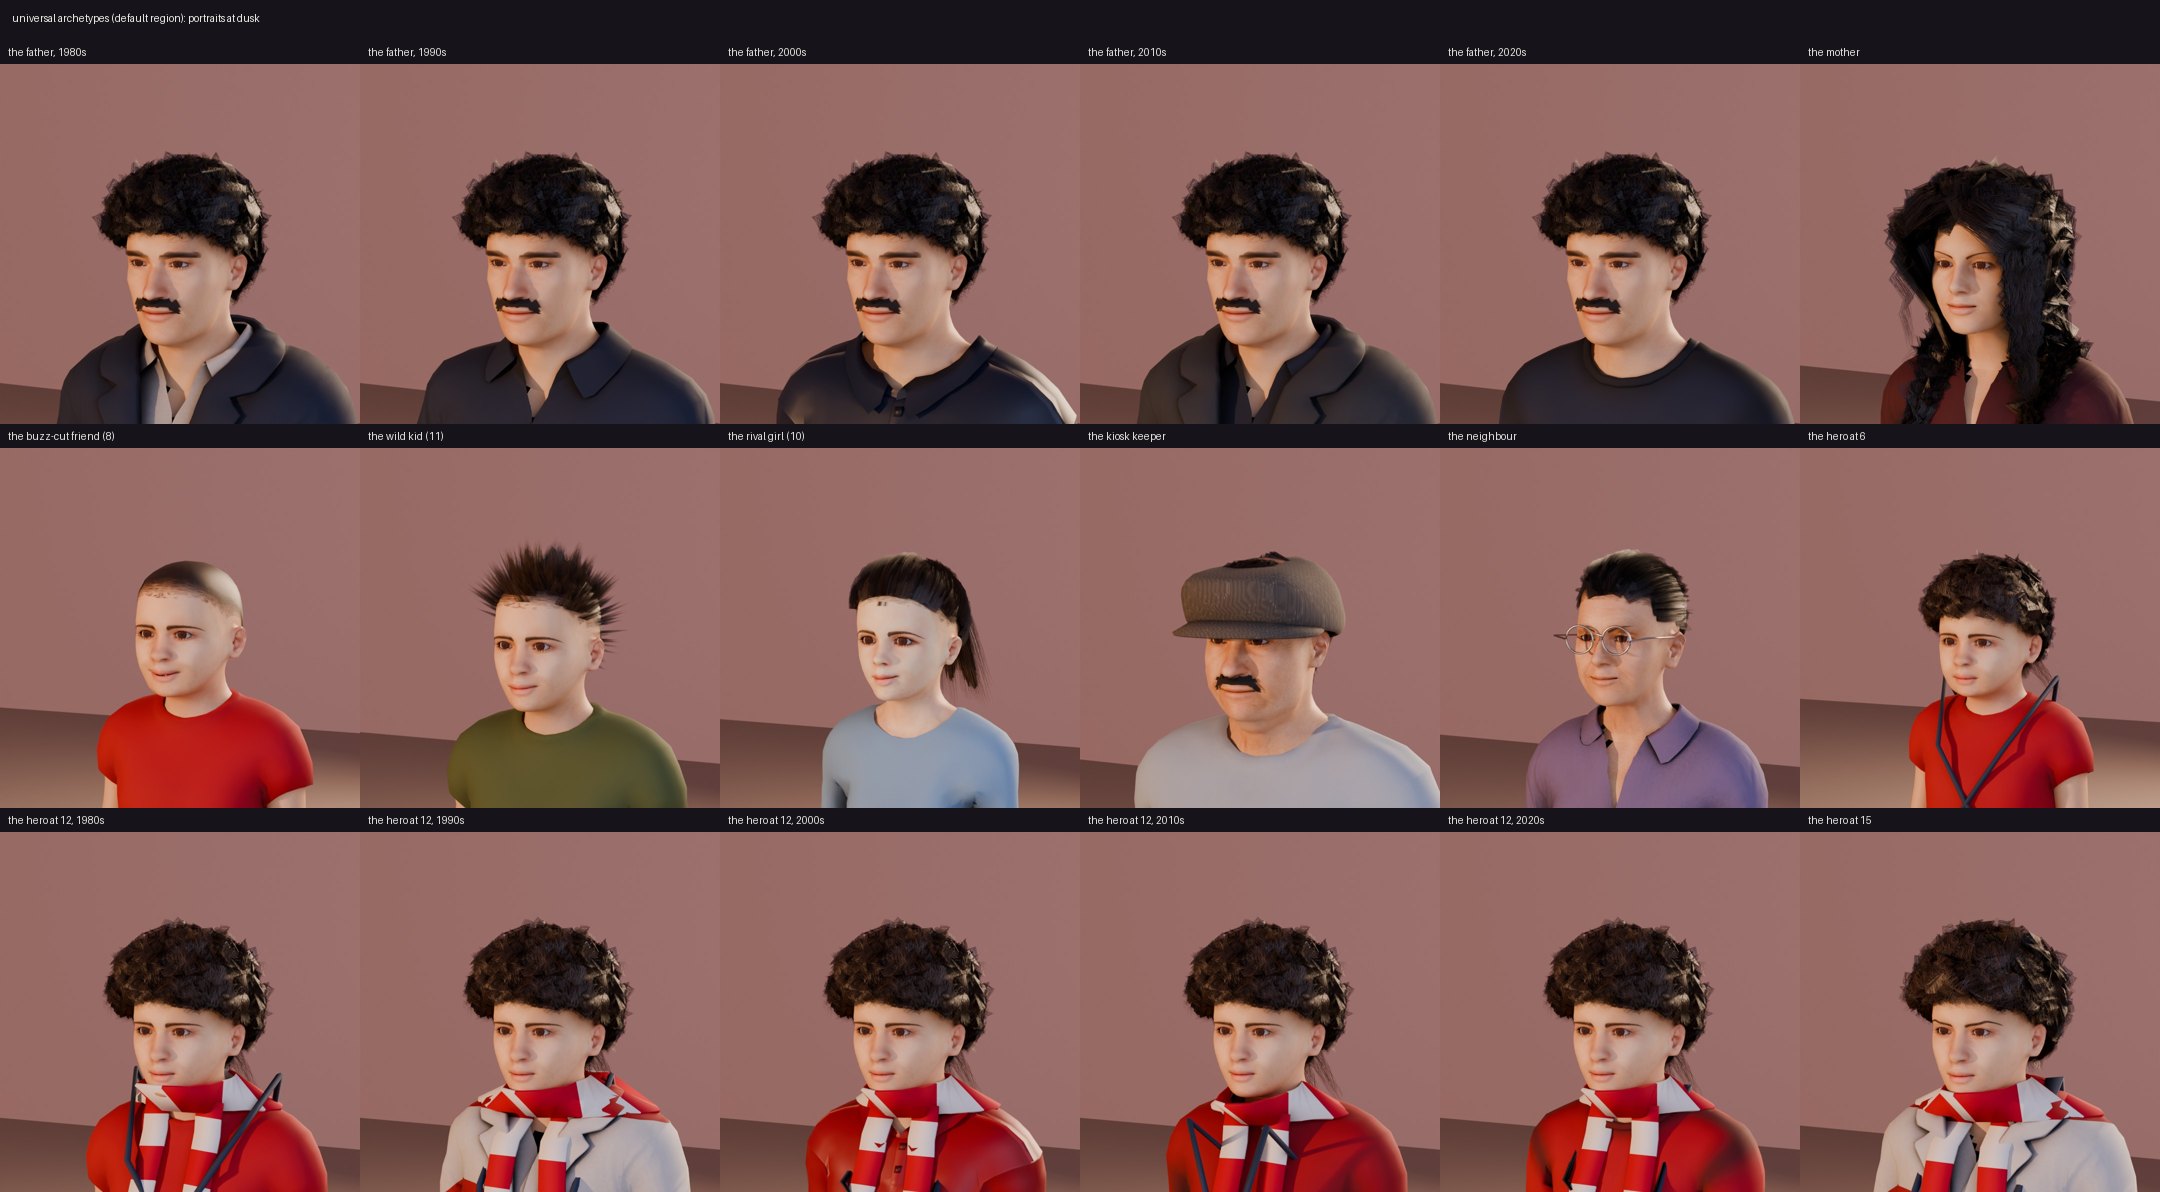 universal archetypes (default region): portraits at dusk
the father, 1980s
the father, 1990s
the father, 2000s
the father, 2010s
the father, 2020s
the mother
the buzz-cut friend (8)
the wild kid (11)
the rival girl (10)
the kiosk keeper
the neighbour
the hero at 6
the hero at 12, 1980s
the hero at 12, 1990s
the hero at 12, 2000s
the hero at 12, 2010s
the hero at 12, 2020s
the hero at 15